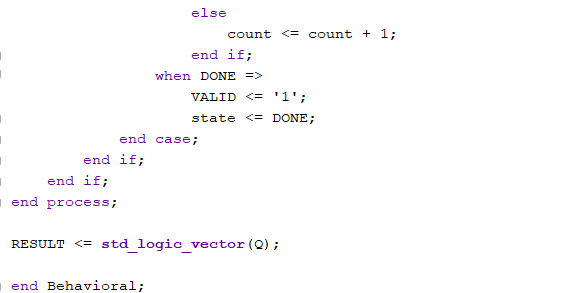 else
count <= count + 1;
end if;
when DONE =>
VALID <= '1';
state <= DONE;
end case;
end if;
end if;
end process;
RESULT <= std_logic_vector(Q);
end Behavioral;